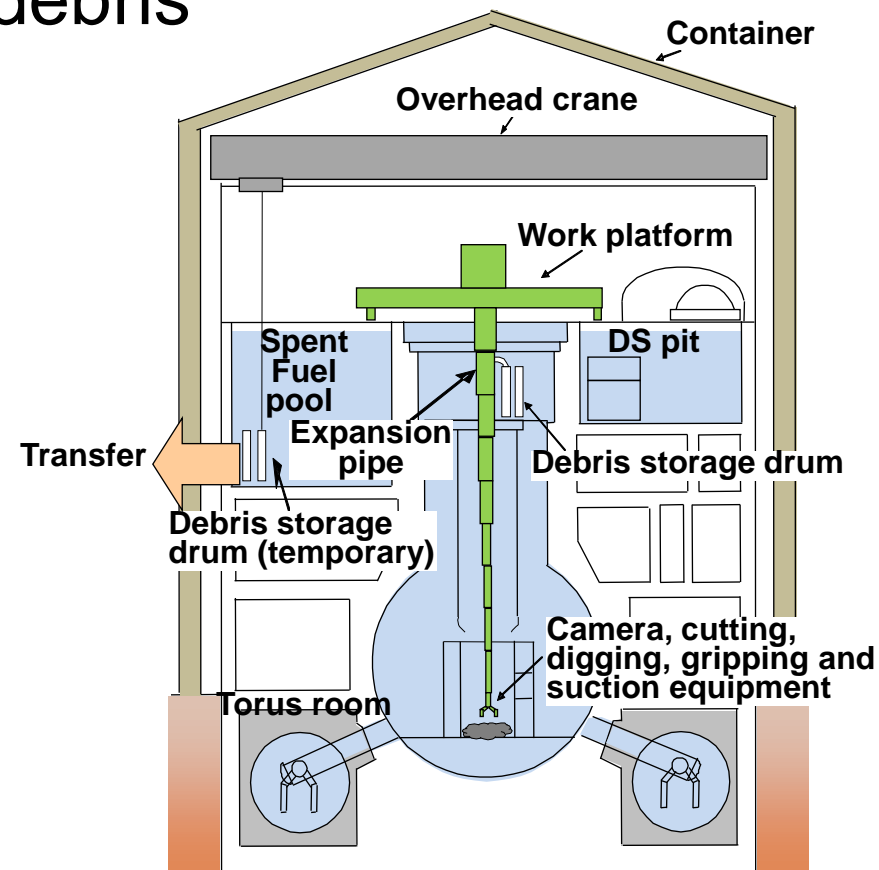 debris
Container
Overhead crane
Work platform
Spent
Fuel
pool
DS pit
Expansion
pipe
Transfer
Debris storage drum
Debris storage
drum (temporary)
Camera, cutting,
digging, gripping and
suction equipment
Torus room